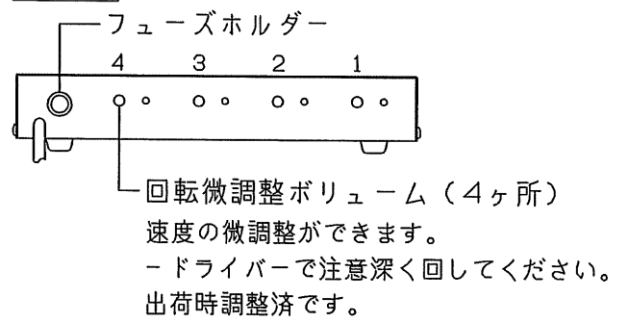 フューズホルダー
4 3 2 1
回転微調整ボリューム（4ヶ所）
速度の微調整ができます。
－ドライバーで注意深く回してください。
出荷時調整済です。